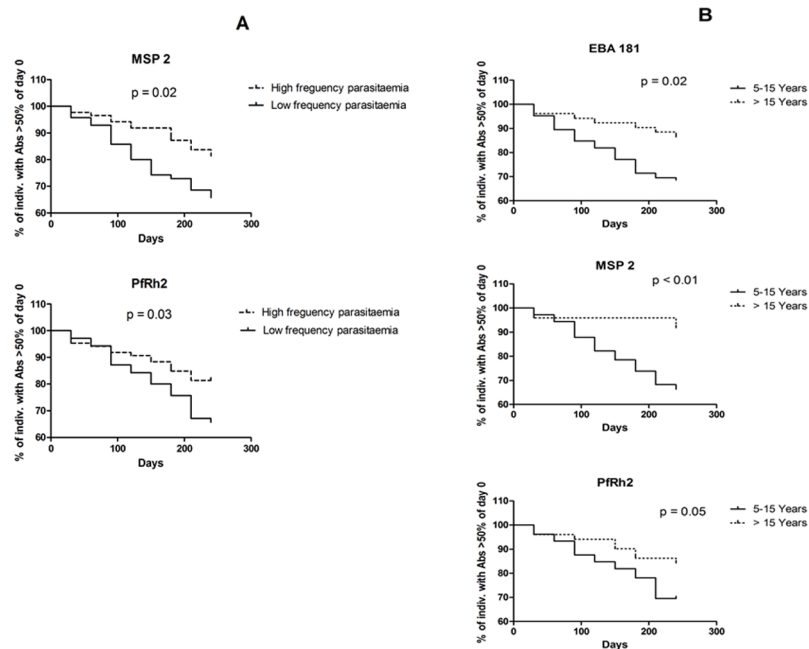 A
MSP 2
p = 0.02
High freguency parasitaemia
Low frequency parasitaemia
% of indiv. with Abs >50% of day 0
110
100
90
80
70
60
0
100
200
300
Days
PfRh2
p = 0.03
High freguency parasitaemia
Low frequency parasitaemia
% of indiv. with Abs >50% of day 0
110
100
90
80
70
60
0
100
200
300
Days
B
EBA 181
p = 0.02
5-15 Years
> 15 Years
% of indiv. with Abs >50% of day 0
110
100
90
80
70
60
0
100
200
300
Days
MSP 2
p < 0.01
5-15 Years
> 15 Years
% of indiv. with Abs >50% of day 0
110
100
90
80
70
60
0
100
200
300
Days
PfRh2
p = 0.05
5-15 Years
> 15 Years
% of indiv. with Abs >50% of day 0
110
100
90
80
70
60
0
100
200
300
Days